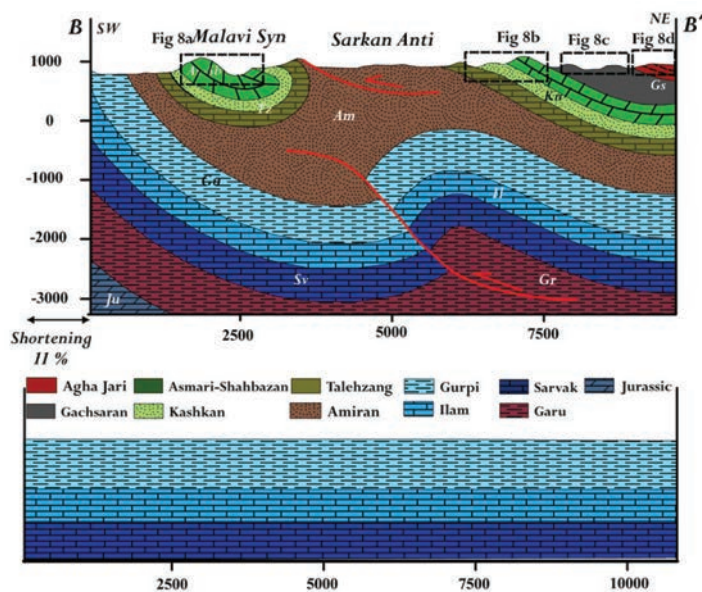 B SW Malavi Syn Sarkan Anti NE B′
Fig 8a Fig 8b Fig 8c Fig 8d
1000
0
-1000
-2000
-3000
Gs
Kn
Tz
Am
Ga
Il
Sv
Gr
Ju
2500 5000 7500
Shortening
11 %
Agha Jari Asmari-Shahbazan Talehzang Gurpi Sarvak Jurassic
Gachsaran Kashkan Amiran Ilam Garu
2500 5000 7500 10000